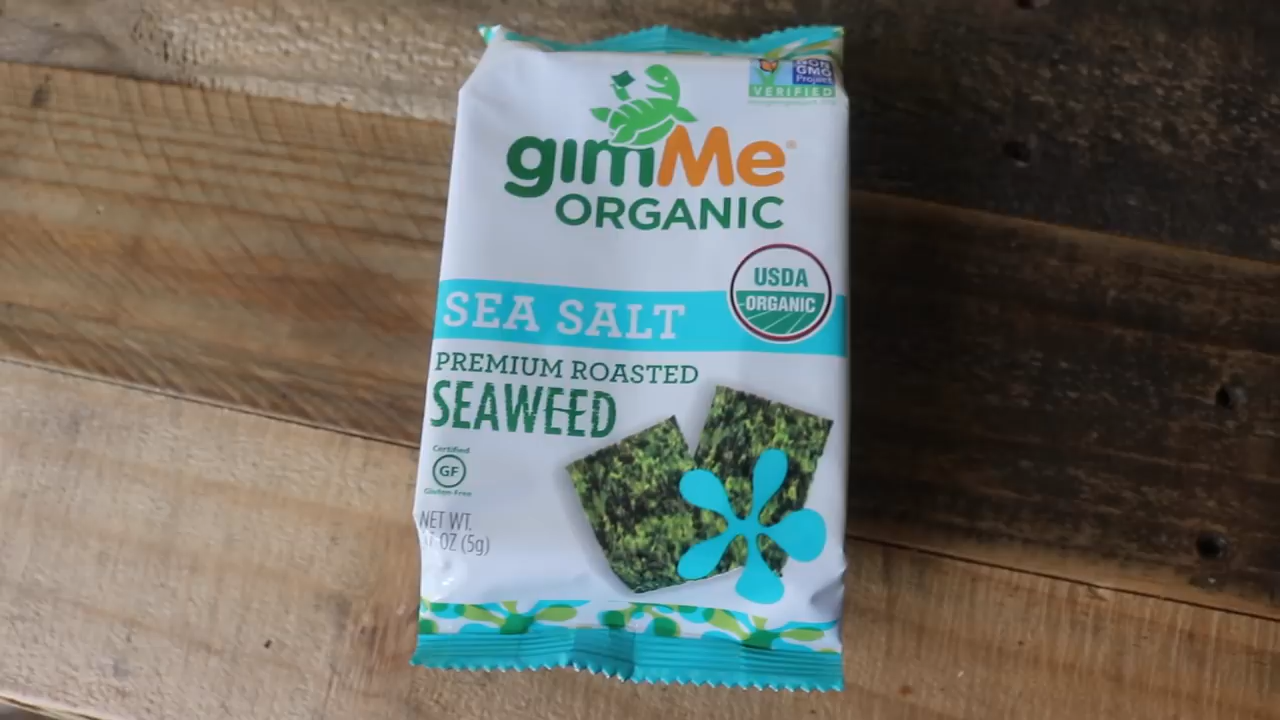 NON
GMO
Project
VERIFIED
gimMe®
ORGANIC
USDA
ORGANIC
SEA SALT
PREMIUM ROASTED
SEAWEED
Certified
GF
Gluten-Free
NET WT.
OZ (5g)